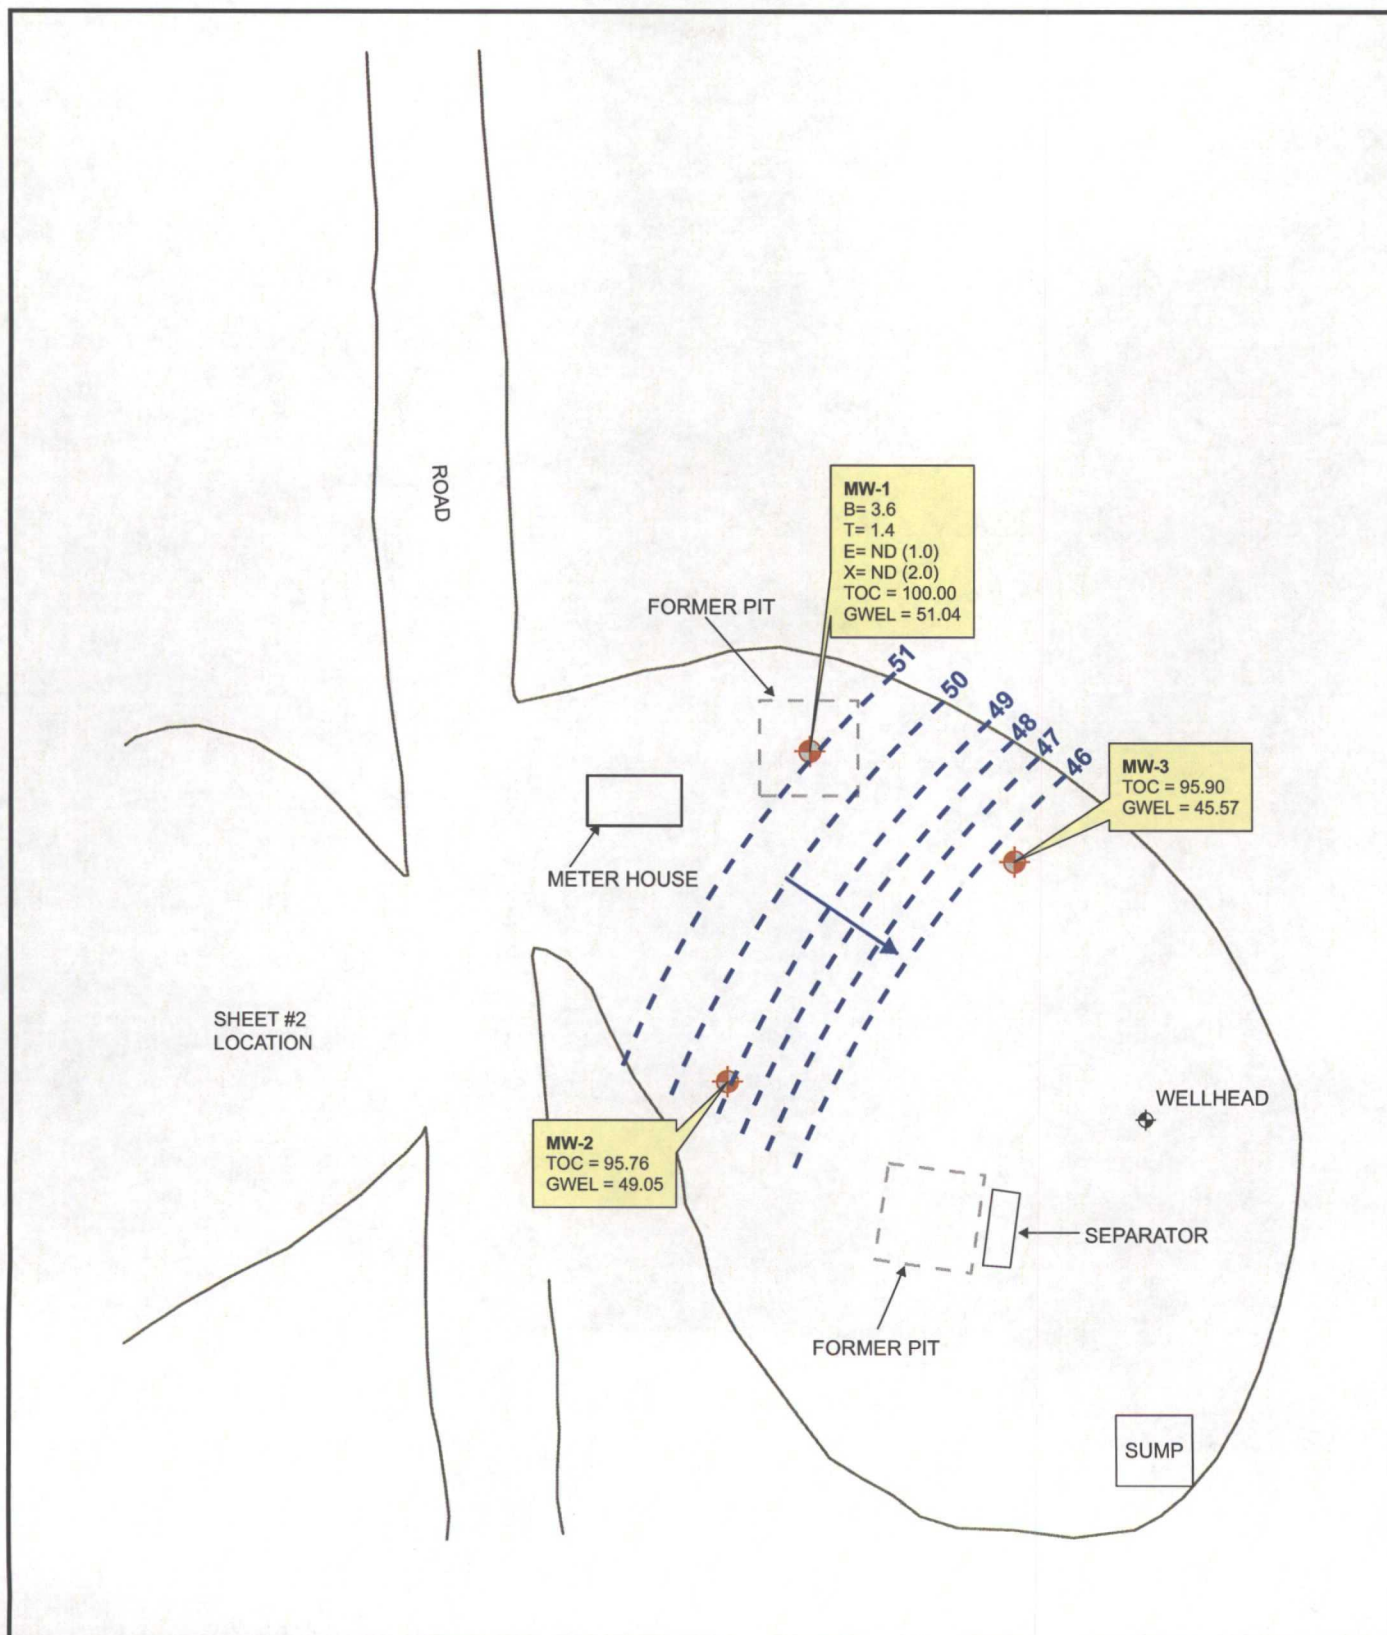 ROAD
MW-1
B= 3.6
T= 1.4
E= ND (1.0)
X= ND (2.0)
TOC = 100.00
GWEL = 51.04
FORMER PIT
51
50
49
48
47
46
MW-3
TOC = 95.90
GWEL = 45.57
METER HOUSE
SHEET #2
LOCATION
WELLHEAD
MW-2
TOC = 95.76
GWEL = 49.05
SEPARATOR
FORMER PIT
SUMP